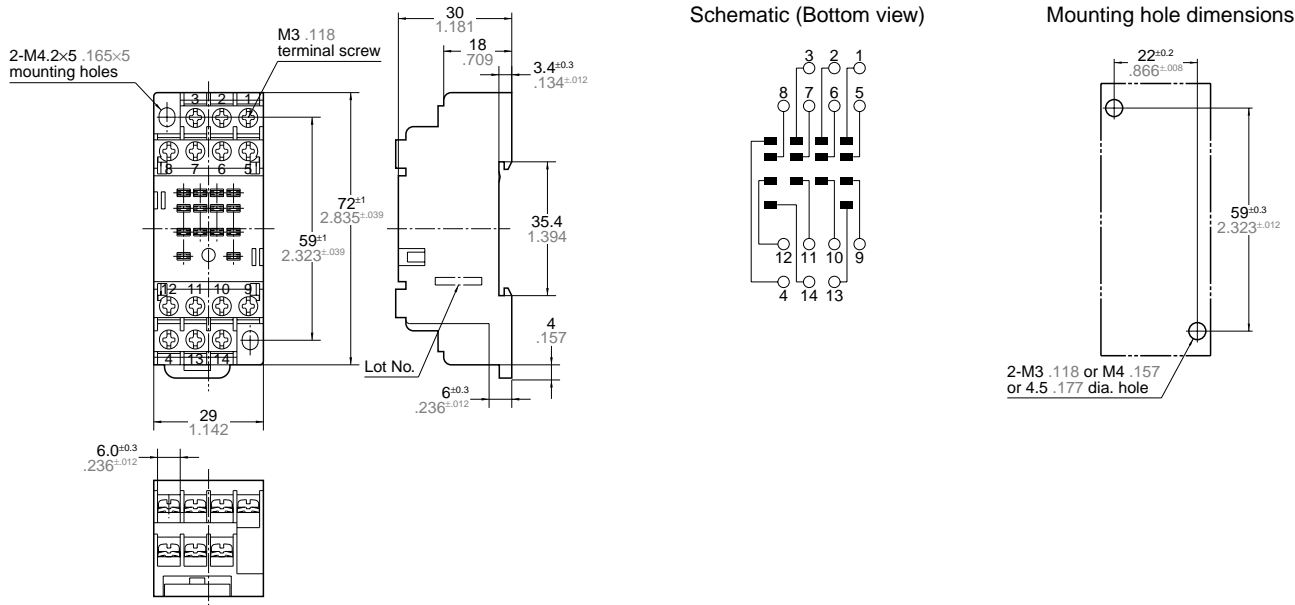 30
1.181
18
.709
3.4±0.3
.134±.012
2-M4.2×5 .165×5
mounting holes
M3 .118
terminal screw
3 2 1
8 7 6 5
12 11 10 9
4 13 14
72±1
2.835±.039
59±1
2.323±.039
29
1.142
35.4
1.394
4
.157
Lot No.
6±0.3
.236±.012
6.0±0.3
.236±.012
Schematic (Bottom view)
3 2 1
8 7 6 5
12 11 10 9
4 14 13
Mounting hole dimensions
22±0.2
.866±.008
59±0.3
2.323±.012
2-M3 .118 or M4 .157
or 4.5 .177 dia. hole